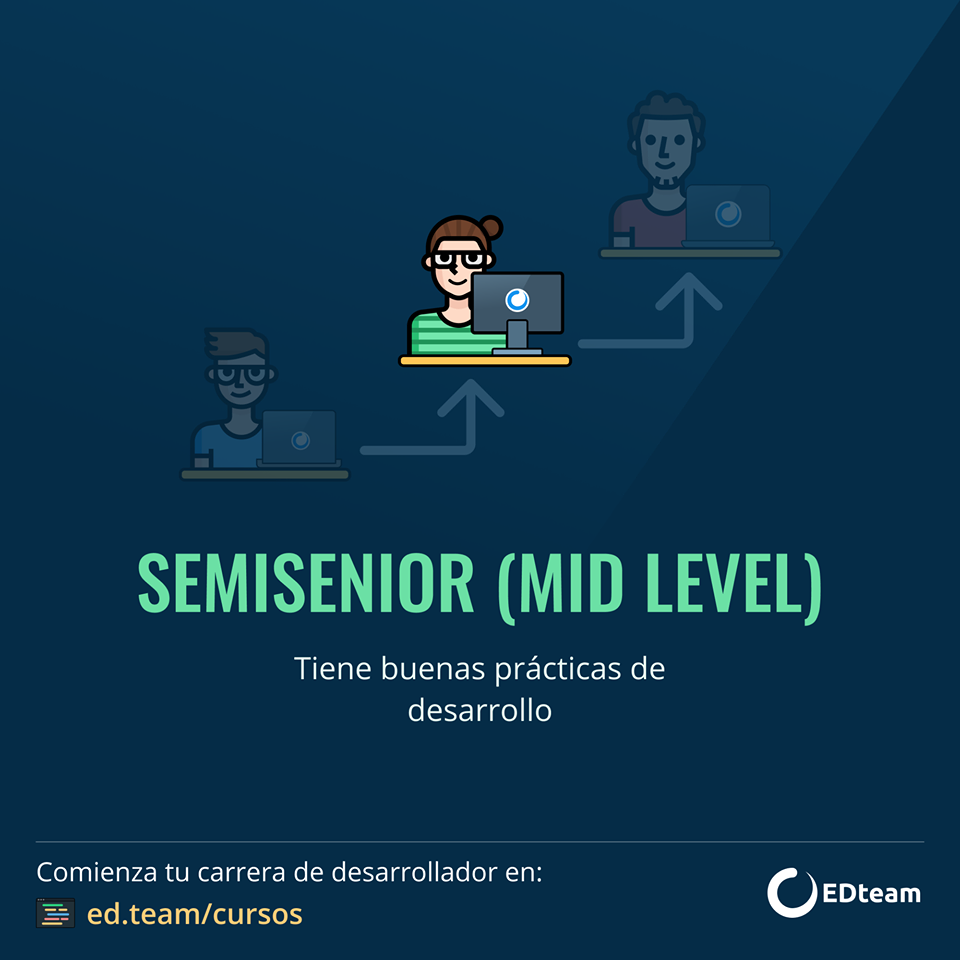 SEMISENIOR (MID LEVEL)
Tiene buenas prácticas de
desarrollo
Comienza tu carrera de desarrollador en:
ed.team/cursos
EDteam